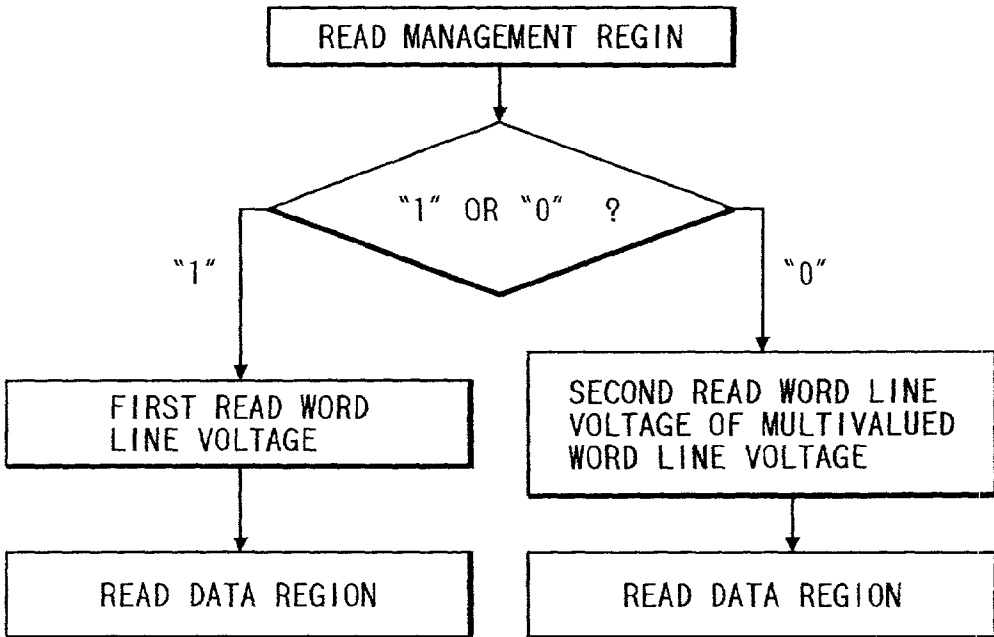 READ MANAGEMENT REGIN
"1" OR "0" ?
"1"
"0"
FIRST READ WORD
LINE VOLTAGE
SECOND READ WORD LINE
VOLTAGE OF MULTIVALUED
WORD LINE VOLTAGE
READ DATA REGION
READ DATA REGION